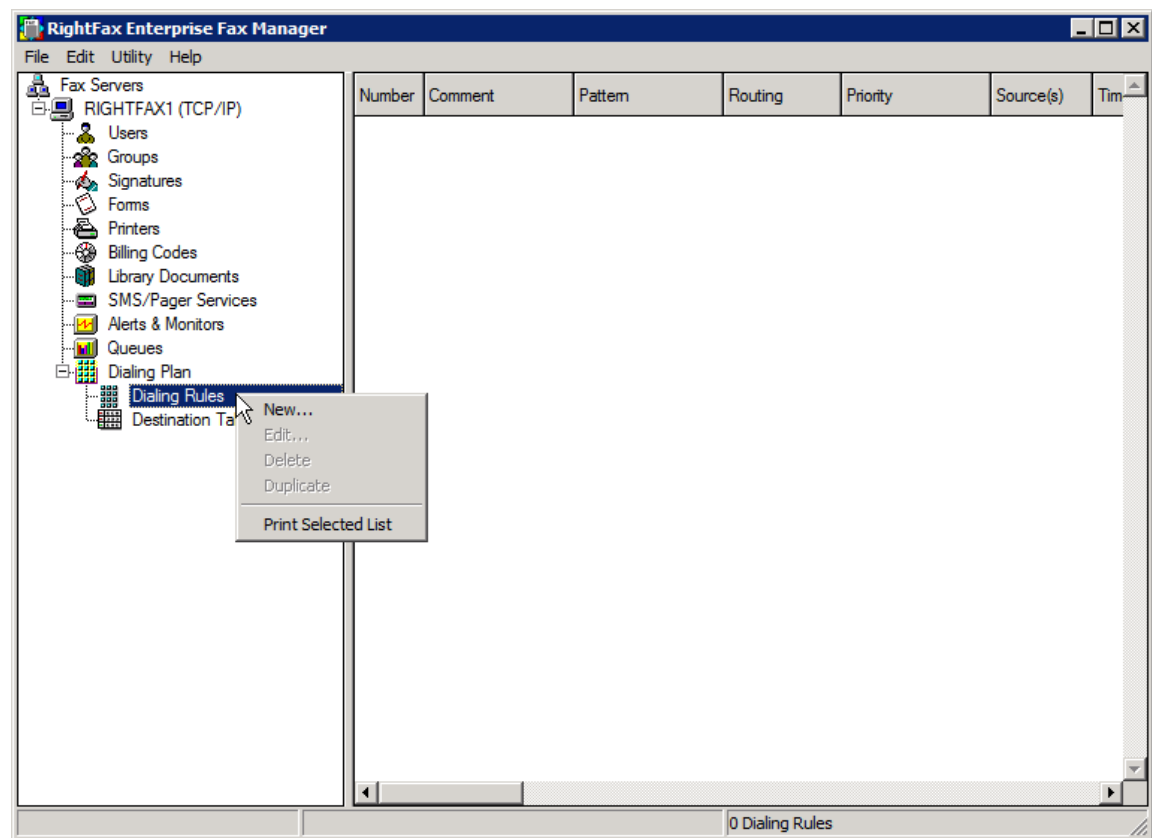 RightFax Enterprise Fax Manager
File Edit Utility Help
Fax Servers
RIGHTFAX1 (TCP/IP)
Users
Groups
Signatures
Forms
Printers
Billing Codes
Library Documents
SMS/Pager Services
Alerts & Monitors
Queues
Dialing Plan
Dialing Rules
Destination Ta
Number Comment Pattern Routing Priority Source(s) Tim
New...
Edit...
Delete
Duplicate
Print Selected List
0 Dialing Rules